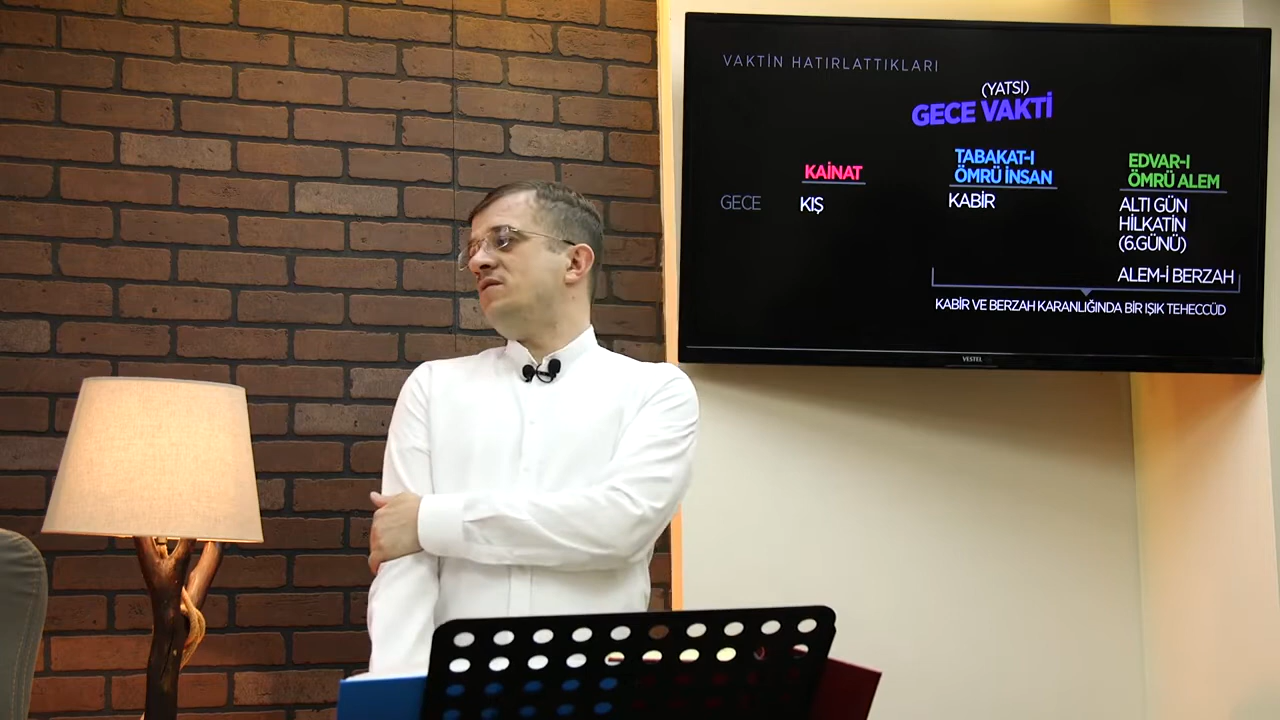 VAKTİN HATIRLATTIKLARI
(YATSI)
GECE VAKTİ
KAİNAT
TABAKAT-I
ÖMRÜ İNSAN
EDVAR-I
ÖMRÜ ALEM
GECE
KIŞ
KABİR
ALTI GÜN
HİLKATİN
(6.GÜNÜ)
ALEM-İ BERZAH
KABİR VE BERZAH KARANLIĞINDA BİR IŞIK TEHECCÜD
VESTEL